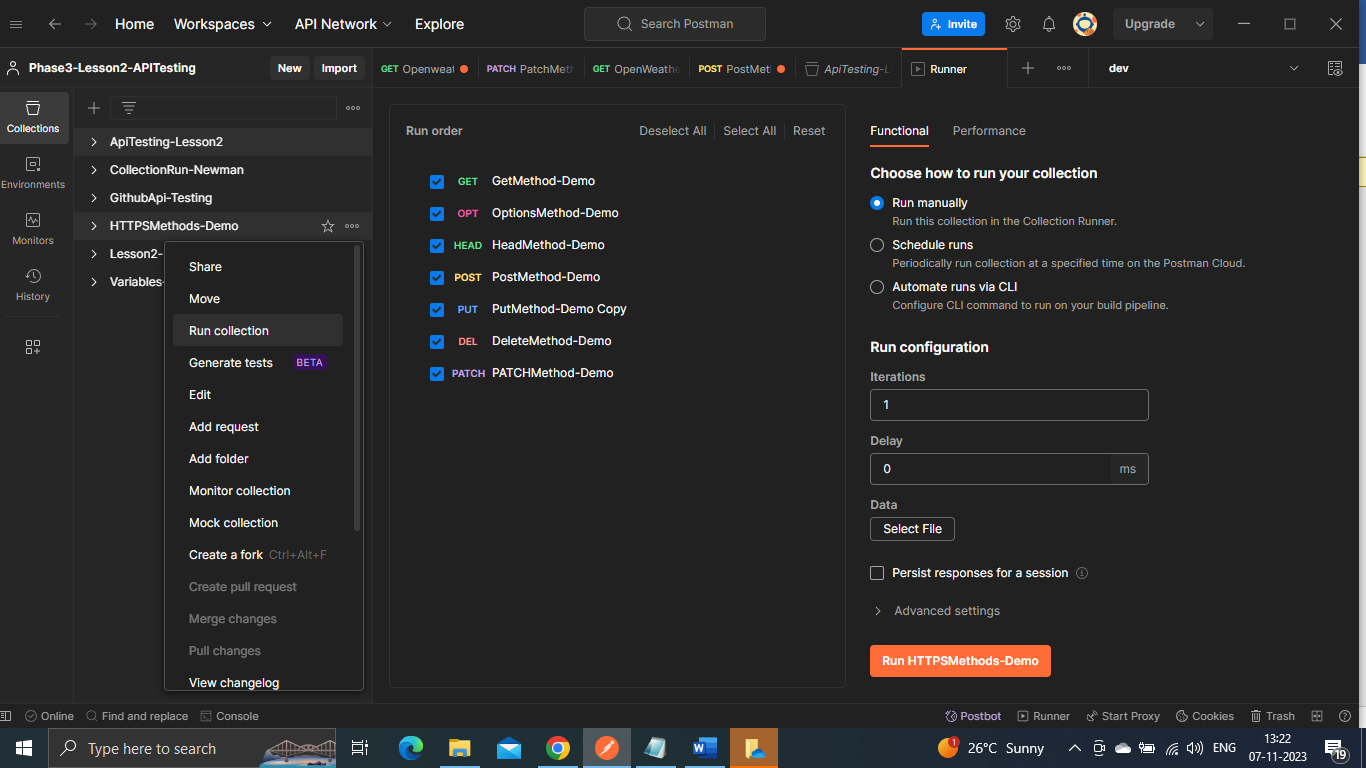 Home Workspaces API Network Explore Search Postman Invite Upgrade
Phase3-Lesson2-APITesting New Import
GET Openweat PATCH PatchMeth GET OpenWeathe POST PostMet ApiTesting-L Runner dev
Collections
Environments
Monitors
History
ApiTesting-Lesson2
CollectionRun-Newman
GithubApi-Testing
HTTPSMethods-Demo
Lesson2-
Variables-
Share
Move
Run collection
Generate tests BETA
Edit
Add request
Add folder
Monitor collection
Mock collection
Create a fork Ctrl+Alt+F
Create pull request
Merge changes
Pull changes
View changelog
Run order Deselect All Select All Reset
GET GetMethod-Demo
OPT OptionsMethod-Demo
HEAD HeadMethod-Demo
POST PostMethod-Demo
PUT PutMethod-Demo Copy
DEL DeleteMethod-Demo
PATCH PATCHMethod-Demo
Functional Performance
Choose how to run your collection
Run manually
Run this collection in the Collection Runner.
Schedule runs
Periodically run collection at a specified time on the Postman Cloud.
Automate runs via CLI
Configure CLI command to run on your build pipeline.
Run configuration
Iterations
1
Delay
0 ms
Data
Select File
Persist responses for a session
Advanced settings
Run HTTPSMethods-Demo
Online Find and replace Console Postbot Runner Start Proxy Cookies Trash
Type here to search 1 26°C Sunny ENG 13:22
07-11-2023 19